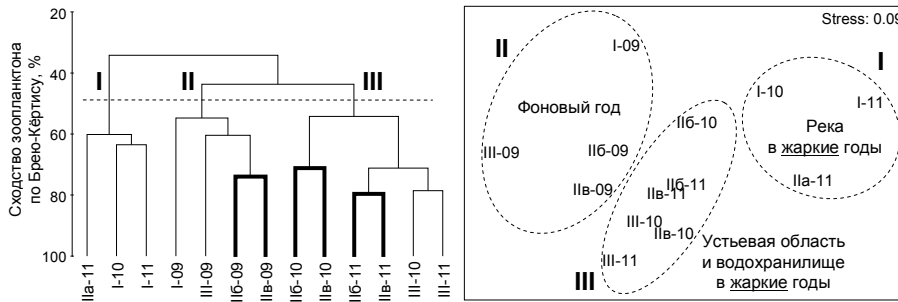 Сходство зоопланктона
по Брею-Кёртису, %
20
40
60
80
100
I
II
III
IIа-11
I-10
I-11
I-09
III-09
IIб-09
IIв-09
IIб-10
IIв-10
IIб-11
IIв-11
III-10
III-11
Stress: 0.09
II
I-09
I
I-10
I-11
Фоновый год
IIб-10
Река
в жаркие годы
III-09
IIб-09
IIа-11
IIв-09
IIб-11
IIв-11
III-10
IIв-10
Устьевая область
и водохранилище
в жаркие годы
III-11
III